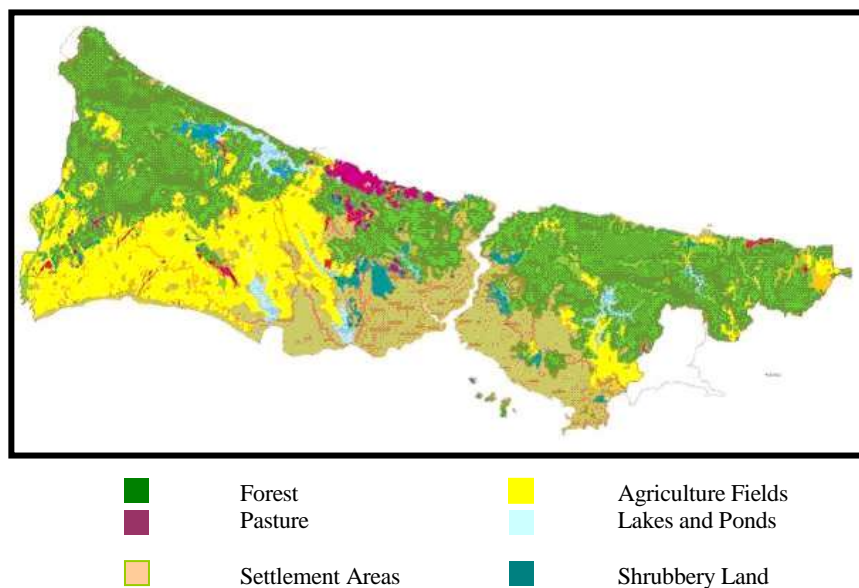 Forest
Agriculture Fields
Pasture
Lakes and Ponds
Settlement Areas
Shrubbery Land